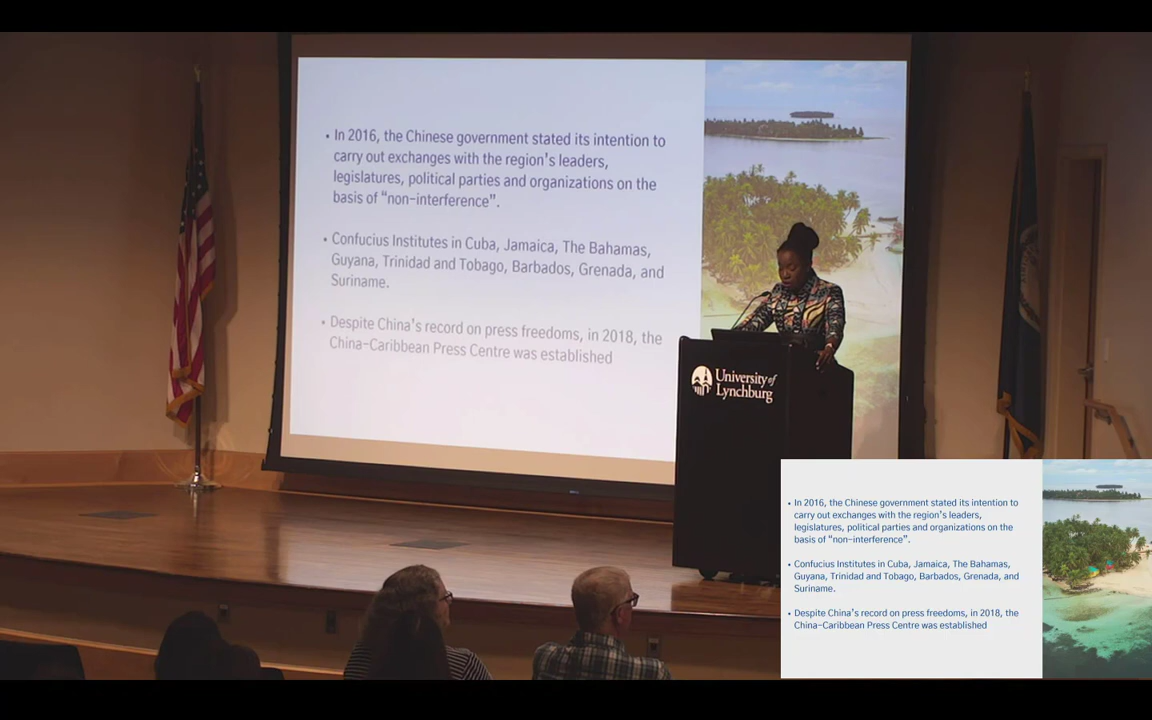 • In 2016, the Chinese government stated its intention to
carry out exchanges with the region's leaders,
legislatures, political parties and organizations on the
basis of “non-interference”.
• Confucius Institutes in Cuba, Jamaica, The Bahamas,
Guyana, Trinidad and Tobago, Barbados, Grenada, and
Suriname.
• Despite China's record on press freedoms, in 2018, the
China-Caribbean Press Centre was established
University of
Lynchburg
• In 2016, the Chinese government stated its intention to
carry out exchanges with the region's leaders,
legislatures, political parties and organizations on the
basis of “non-interference”.
• Confucius Institutes in Cuba, Jamaica, The Bahamas,
Guyana, Trinidad and Tobago, Barbados, Grenada, and
Suriname.
• Despite China's record on press freedoms, in 2018, the
China-Caribbean Press Centre was established